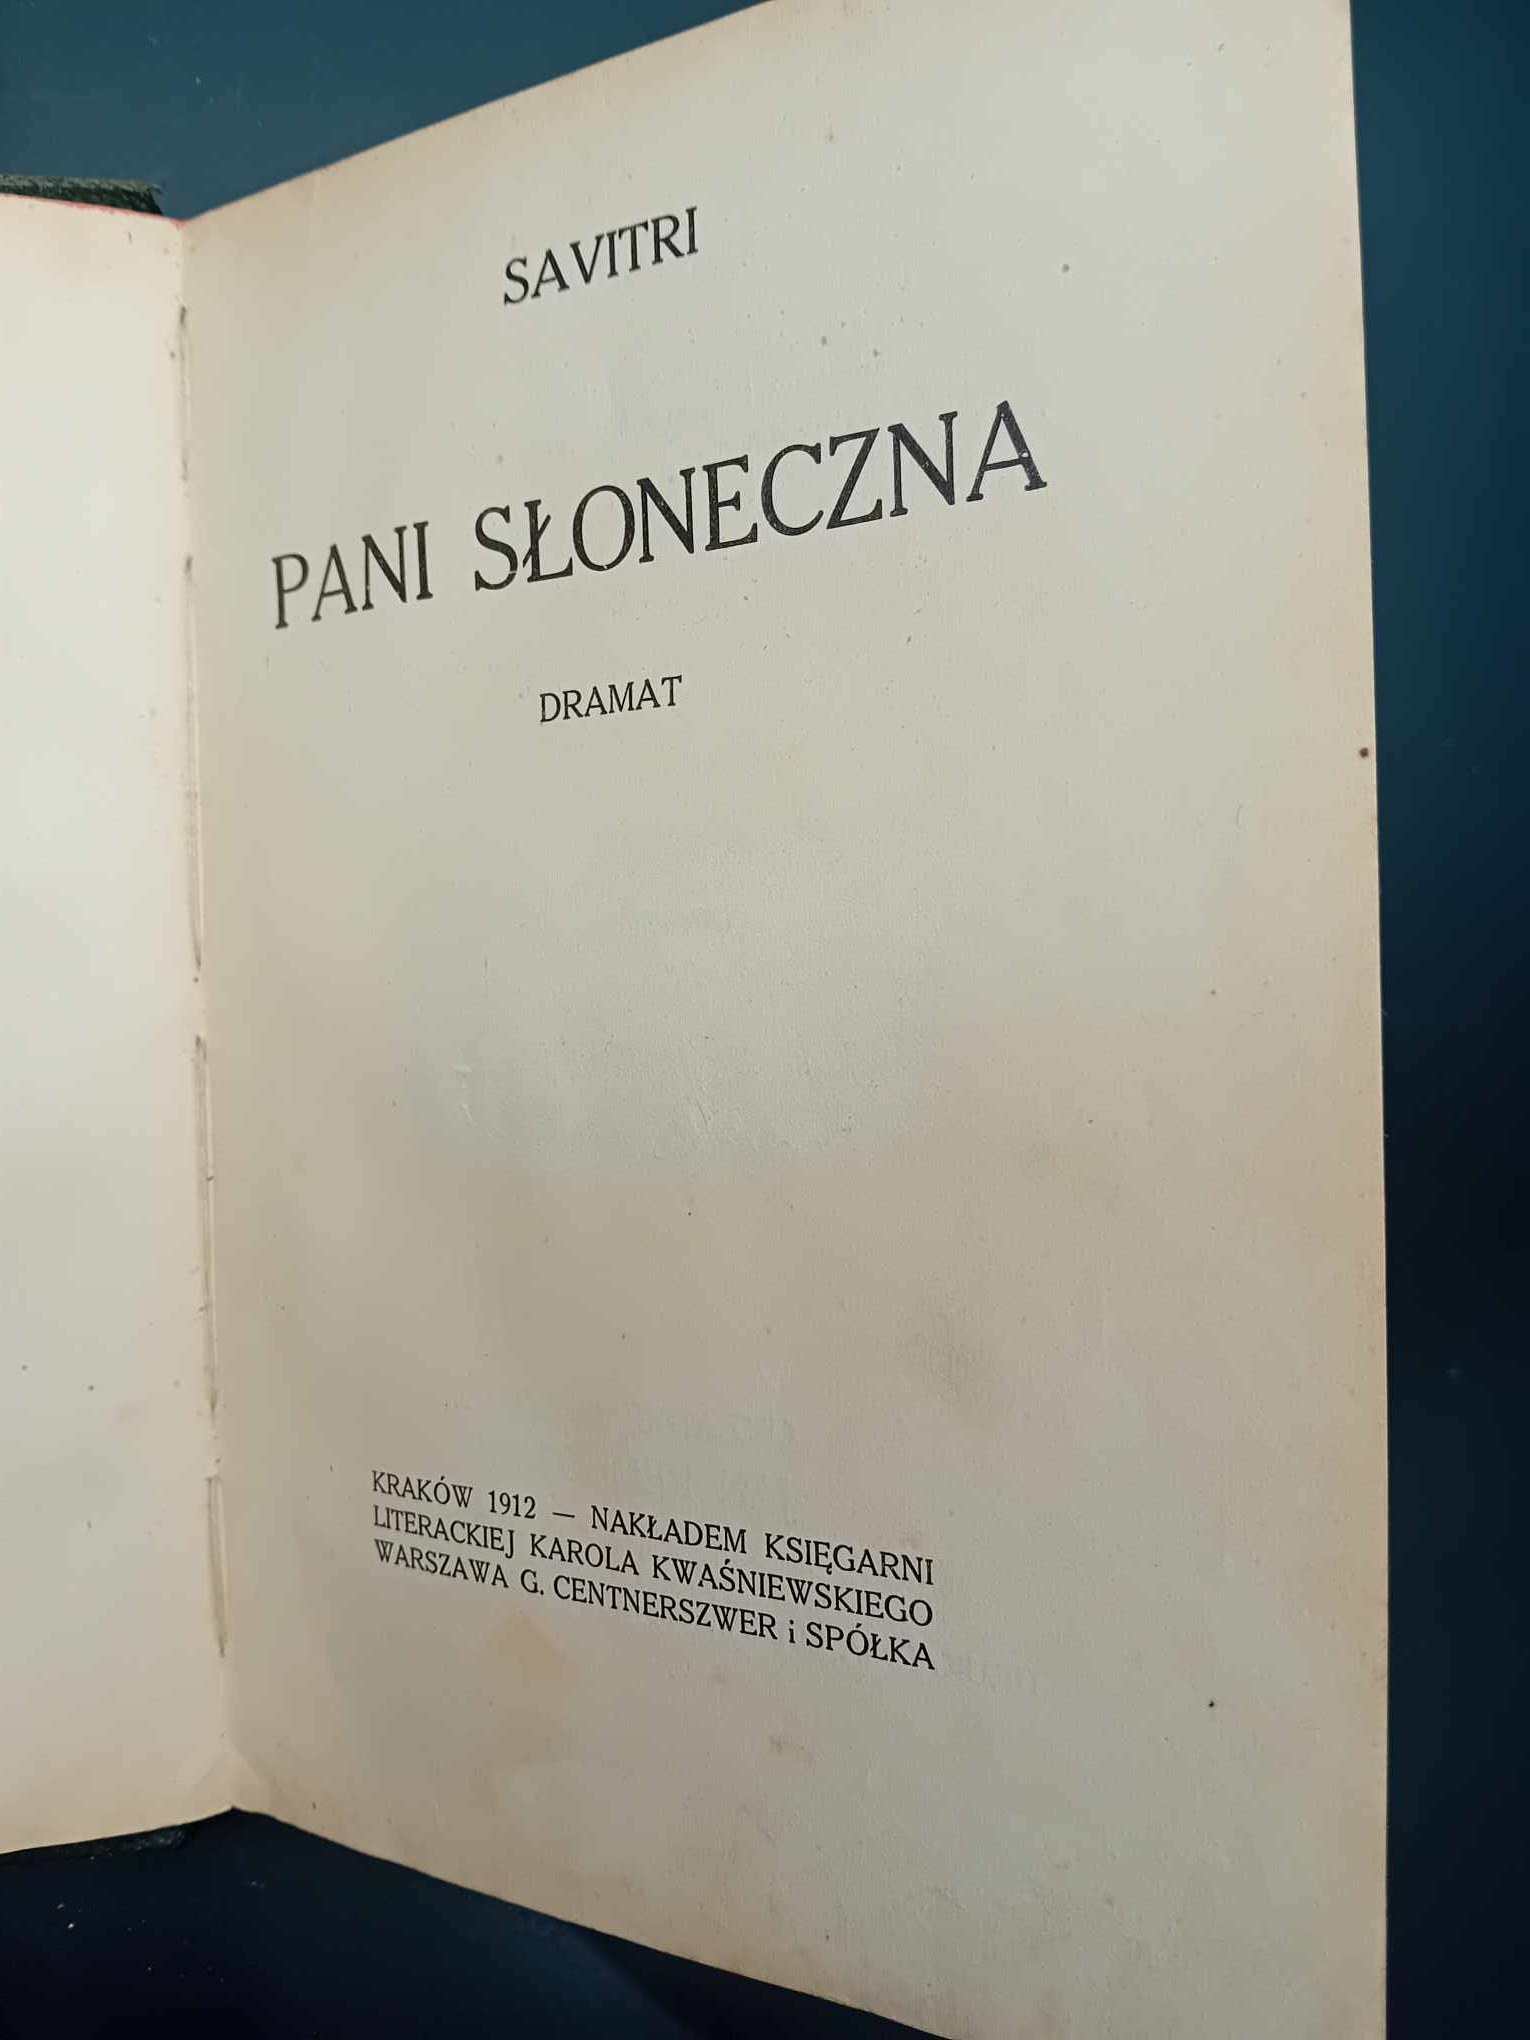 SAVITRI
PANI SŁONECZNA
DRAMAT
KRAKÓW 1912 — NAKŁADEM KSIĘGARNI
LITERACKIEJ KAROLA KWAŚNIEWSKIEGO
WARSZAWA G. CENTNERSZWER i SPÓŁKA